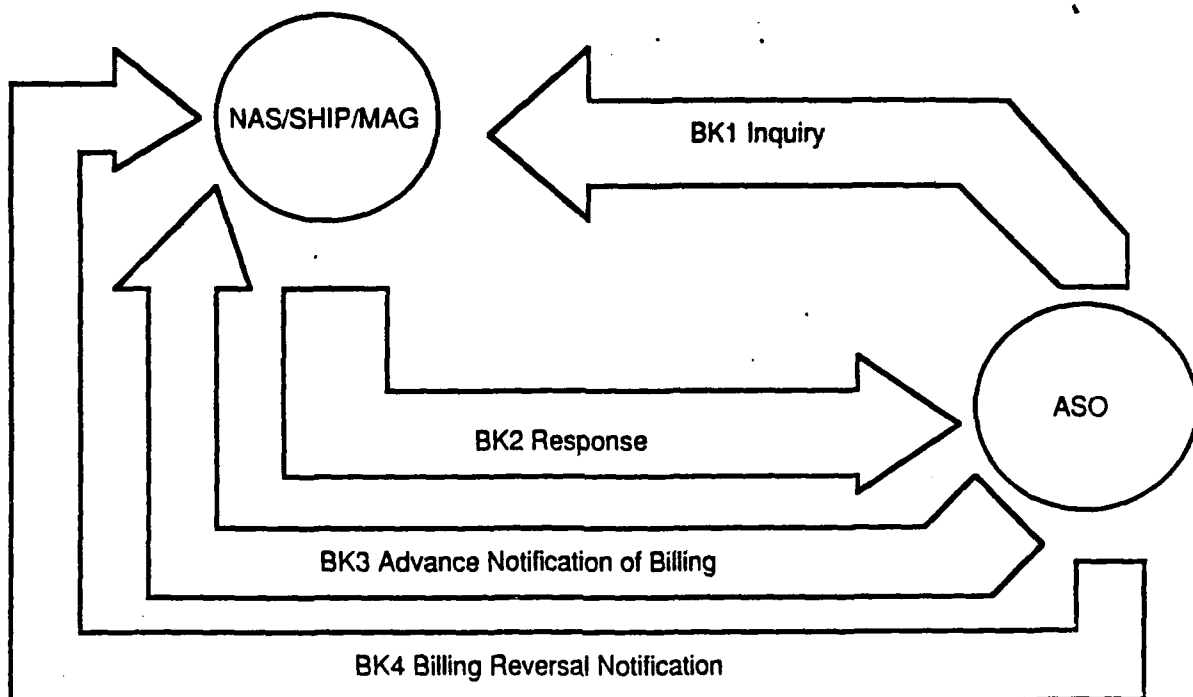 NAS/SHIP/MAG
BK1 Inquiry
ASO
BK2 Response
BK3 Advance Notification of Billing
BK4 Billing Reversal Notification